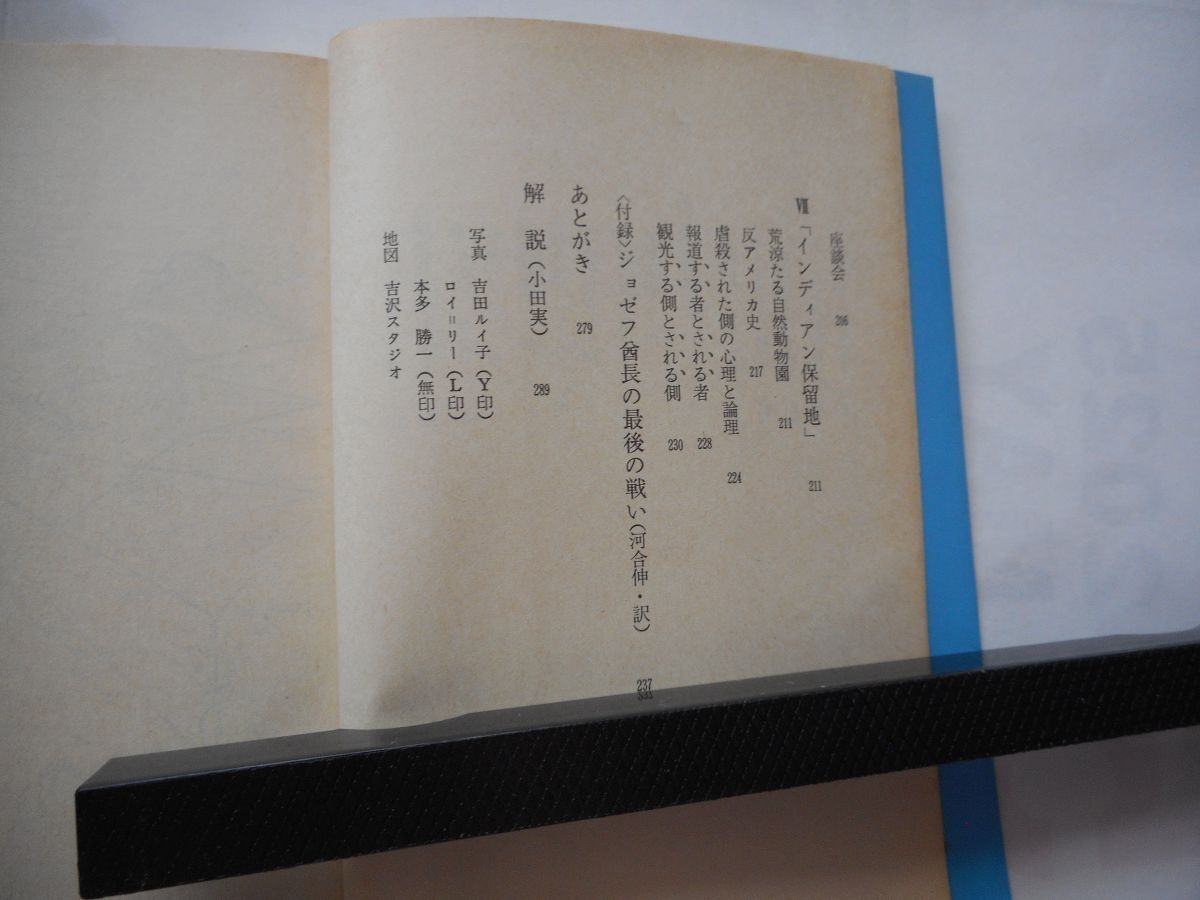 座談会 206
Ⅶ 「インディアン保留地」 211
荒涼たる自然動物園 211
反アメリカ史 217
虐殺された側の心理と論理 224
報道する者とされる者 228
観光する側とされる側 230
〈付録〉ジョゼフ酋長の最後の戦い(河合伸・訳) 237
あとがき 279
解 説(小田実) 289
写真 吉田ルイ子(Y印)
ロイ=リー(L印)
本多 勝一(無印)
地図 吉沢スタジオ